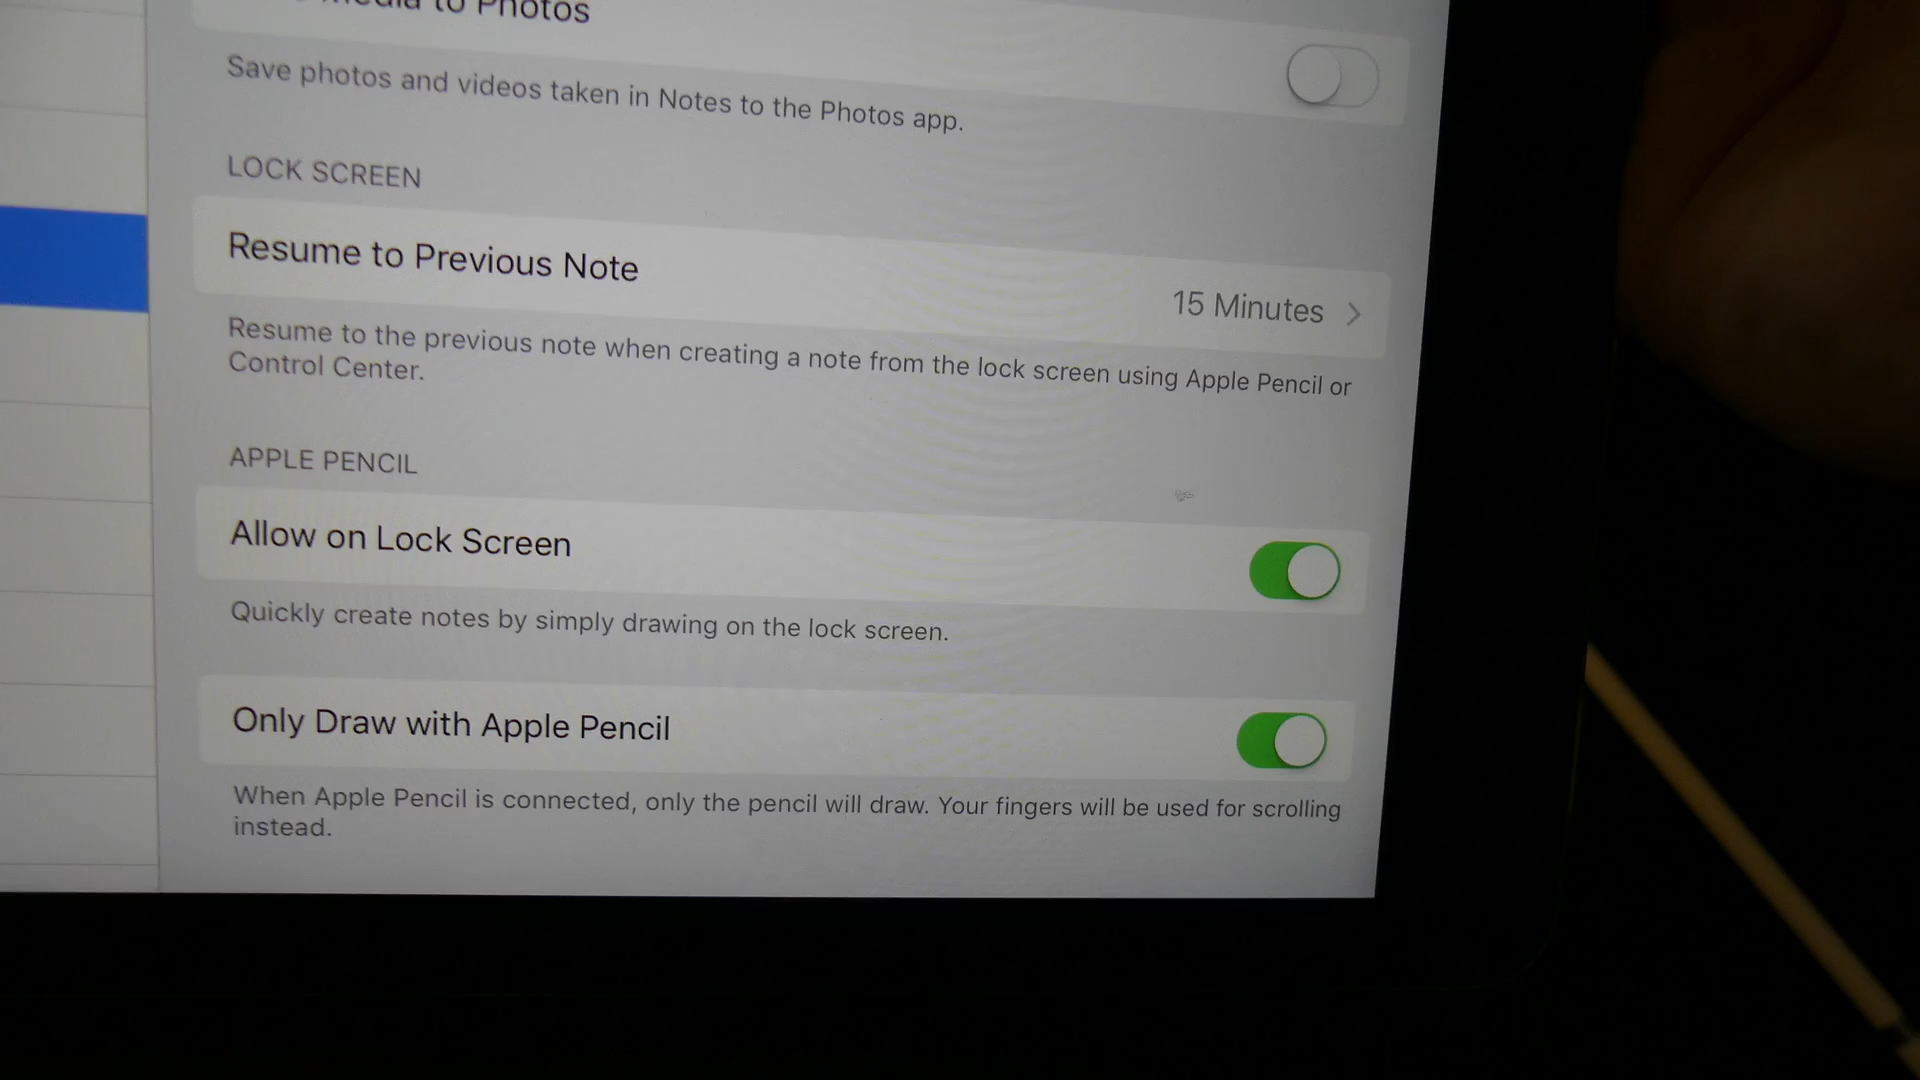 Media to Photos
Save photos and videos taken in Notes to the Photos app.
LOCK SCREEN
Resume to Previous Note
15 Minutes
Resume to the previous note when creating a note from the lock screen using Apple Pencil or
Control Center.
APPLE PENCIL
Allow on Lock Screen
Quickly create notes by simply drawing on the lock screen.
Only Draw with Apple Pencil
When Apple Pencil is connected, only the pencil will draw. Your fingers will be used for scrolling
instead.